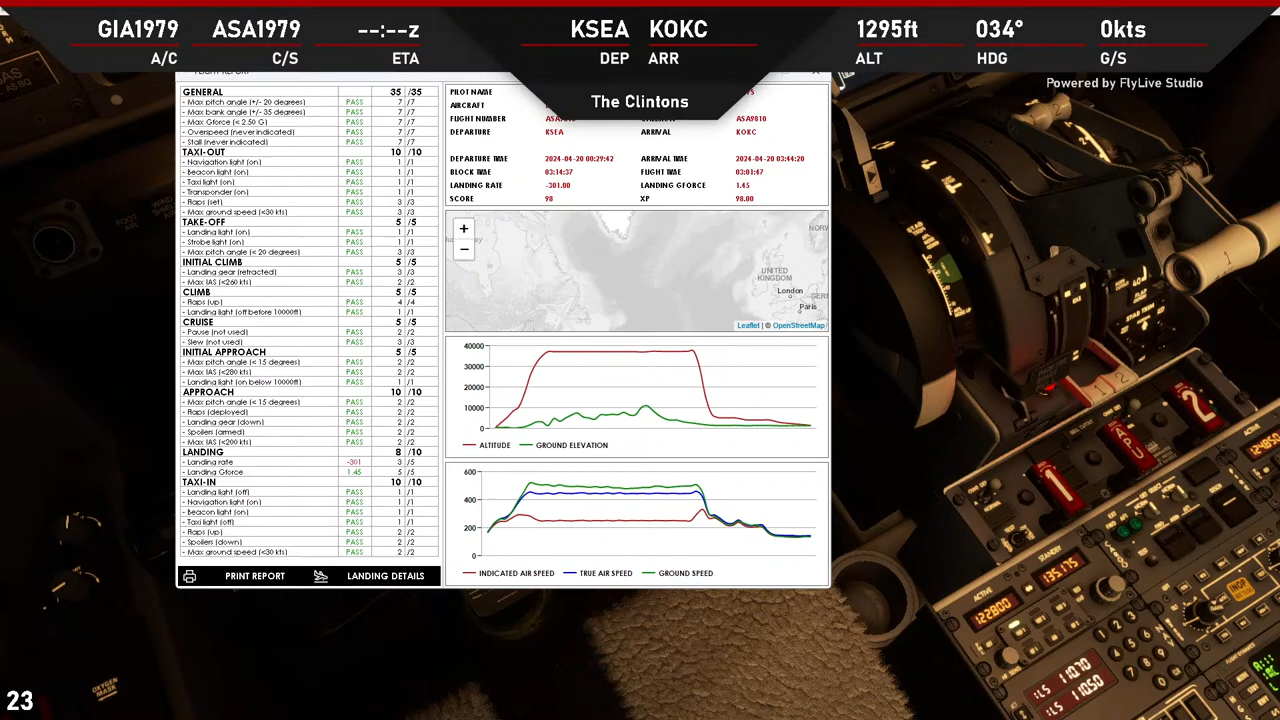 GIA1979 ASA1979 --:--z KSEA KOKC 1295ft 034° 0kts
A/C C/S ETA DEP ARR ALT HDG G/S
The Clintons
Powered by FlyLive Studio
GENERAL 35 /35
- Max pitch angle (+/- 20 degrees) PASS 7 /7
- Max bank angle (+/- 35 degrees) PASS 7 /7
- Max Gforce (< 2.50 G) PASS 7 /7
- Overspeed (never indicated) PASS 7 /7
- Stall (never indicated) PASS 7 /7
TAXI-OUT 10 /10
- Navigation light (on) PASS 1 /1
- Beacon light (on) PASS 1 /1
- Taxi light (on) PASS 1 /1
- Transponder (on) PASS 1 /1
- Flaps (set) PASS 3 /3
- Max ground speed (<30 kts) PASS 3 /3
TAKE-OFF 5 /5
- Landing light (on) PASS 1 /1
- Strobe light (on) PASS 1 /1
- Max pitch angle (< 20 degrees) PASS 3 /3
INITIAL CLIMB 5 /5
- Landing gear (retracted) PASS 3 /3
- Max IAS (<260 kts) PASS 2 /2
CLIMB 5 /5
- Flaps (up) PASS 4 /4
- Landing light (off before 10000ft) PASS 1 /1
CRUISE 5 /5
- Pause (not used) PASS 2 /2
- Slew (not used) PASS 3 /3
INITIAL APPROACH 5 /5
- Max pitch angle (< 15 degrees) PASS 2 /2
- Max IAS (<280 kts) PASS 2 /2
- Landing light (on below 10000ft) PASS 1 /1
APPROACH 10 /10
- Max pitch angle (< 15 degrees) PASS 2 /2
- Flaps (deployed) PASS 2 /2
- Landing gear (down) PASS 2 /2
- Spoilers (armed) PASS 2 /2
- Max IAS (<200 kts) PASS 2 /2
LANDING 8 /10
- Landing rate -301 3 /5
- Landing Gforce 1.45 5 /5
TAXI-IN 10 /10
- Landing light (off) PASS 1 /1
- Navigation light (on) PASS 1 /1
- Beacon light (on) PASS 1 /1
- Taxi light (off) PASS 1 /1
- Flaps (up) PASS 2 /2
- Spoilers (down) PASS 2 /2
- Max ground speed (<30 kts) PASS 2 /2
PRINT REPORT LANDING DETAILS
PILOT NAME
AIRCRAFT
FLIGHT NUMBER ASA9810
DEPARTURE KSEA ARRIVAL KOKC
DEPARTURE TIME 2024-04-20 00:29:42 ARRIVAL TIME 2024-04-20 03:44:20
BLOCK TIME 03:14:37 FLIGHT TIME 03:01:47
LANDING RATE -301.00 LANDING GFORCE 1.45
SCORE 98 XP 98.00
+
−
UNITED
KINGDOM
London
Paris
Leaflet | © OpenStreetMap
40000
30000
20000
10000
0
ALTITUDE GROUND ELEVATION
600
400
200
0
INDICATED AIR SPEED TRUE AIR SPEED GROUND SPEED
APU
1
2
STANDBY
135.175
ACTIVE
122.800
OXYGEN
MASK
23